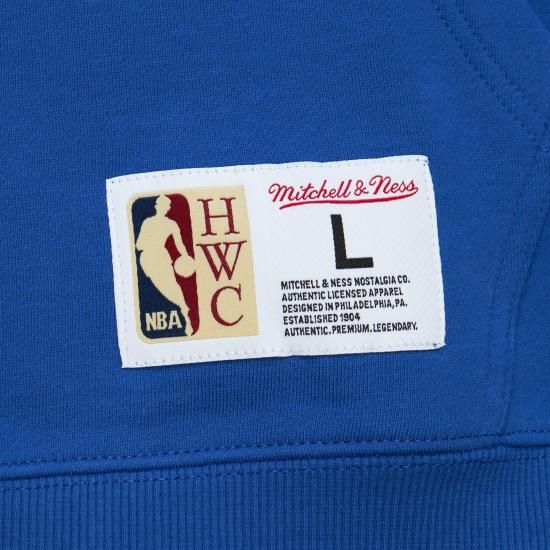 NBA
H
W
C
Mitchell & Ness
L
MITCHELL & NESS NOSTALGIA CO.
AUTHENTIC LICENSED APPAREL
DESIGNED IN PHILADELPHIA,PA.
ESTABLISHED 1904
AUTHENTIC.PREMIUM.LEGENDARY.